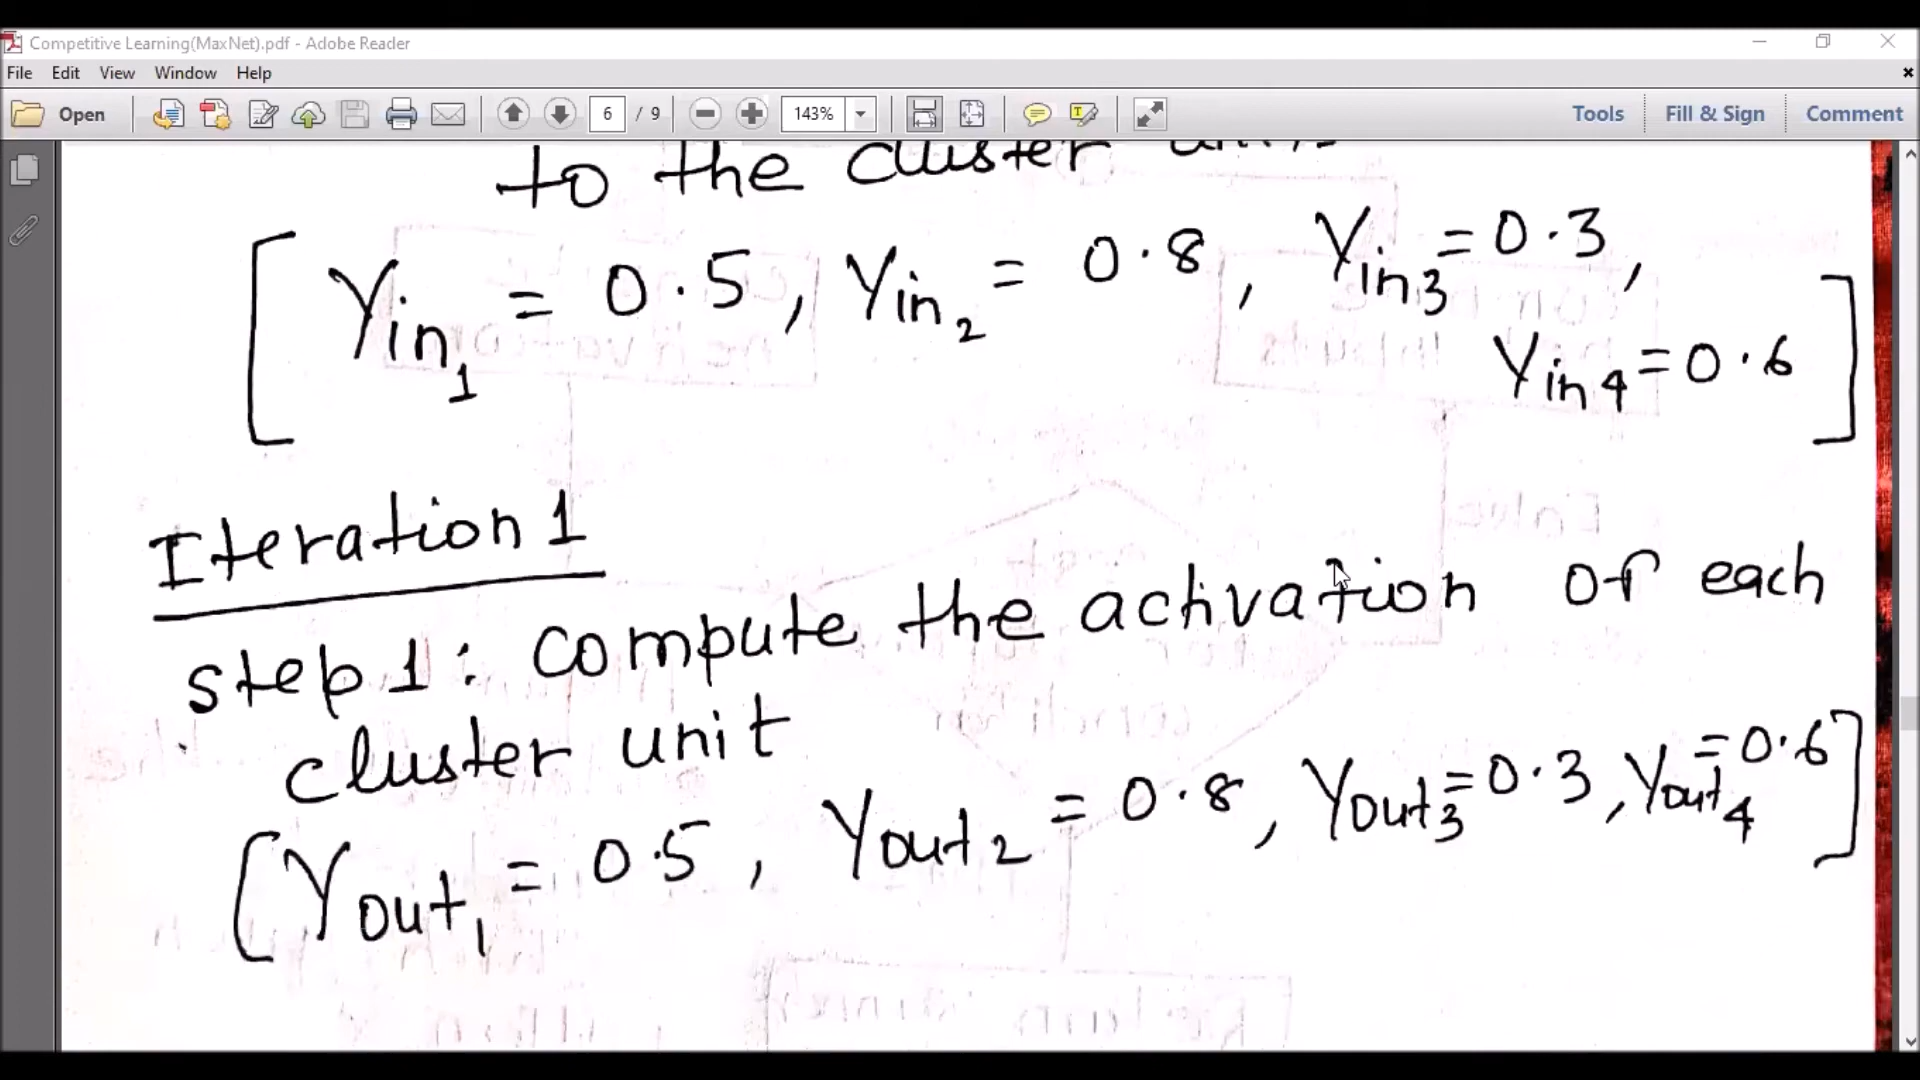 Competitive Learning(MaxNet).pdf - Adobe Reader
File Edit View Window Help
Open 6 / 9 143% Tools Fill & Sign Comment
to the cluster
[Yin1 = 0.5, Yin2 = 0.8, Yin3 = 0.3,
Yin4 = 0.6]
Iteration 1
step 1: compute the activation of each
cluster unit
[Yout1 = 0.5, Yout2 = 0.8, Yout3 = 0.3, Yout4 = 0.6]